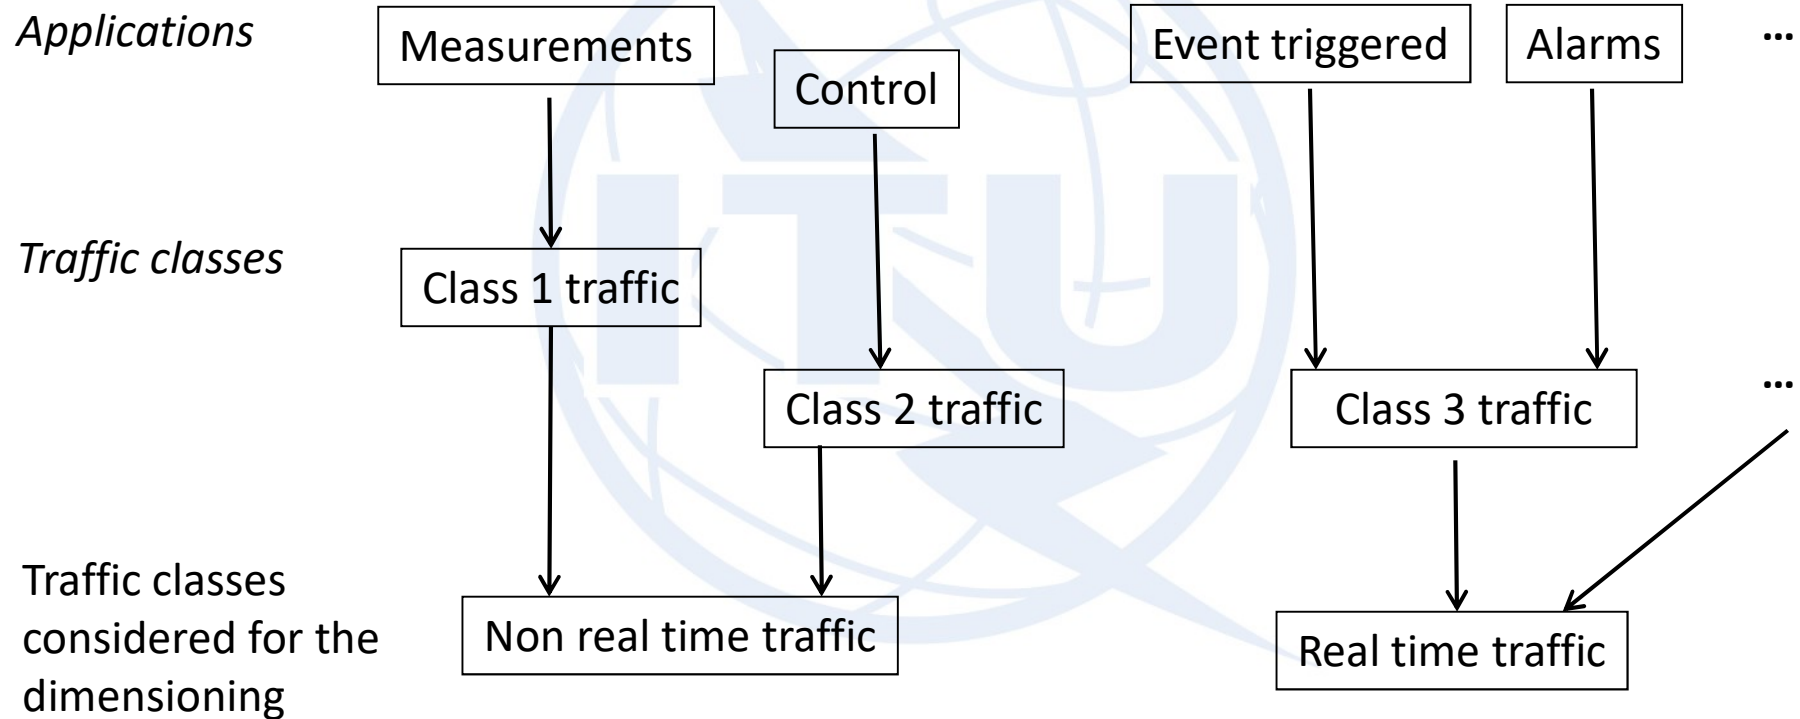 Applications
Measurements
Control
Event triggered
Alarms
...
ITU
Traffic classes
Class 1 traffic
Class 2 traffic
Class 3 traffic
...
Traffic classes
considered for the
dimensioning
Non real time traffic
Real time traffic